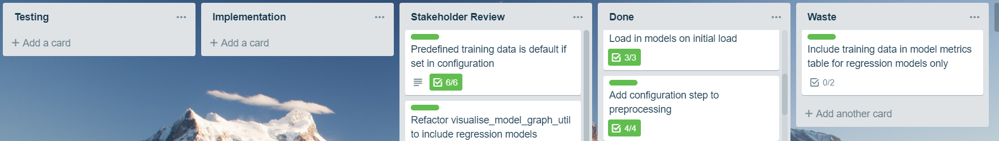 Testing
+ Add a card
Implementation
+ Add a card
Stakeholder Review
Predefined training data is default if
set in configuration
6/6
Refactor visualise_model_graph_util
to include regression models
Done
Load in models on initial load
3/3
Add configuration step to
preprocessing
4/4
Waste
Include training data in model metrics
table for regression models only
0/2
+ Add another card